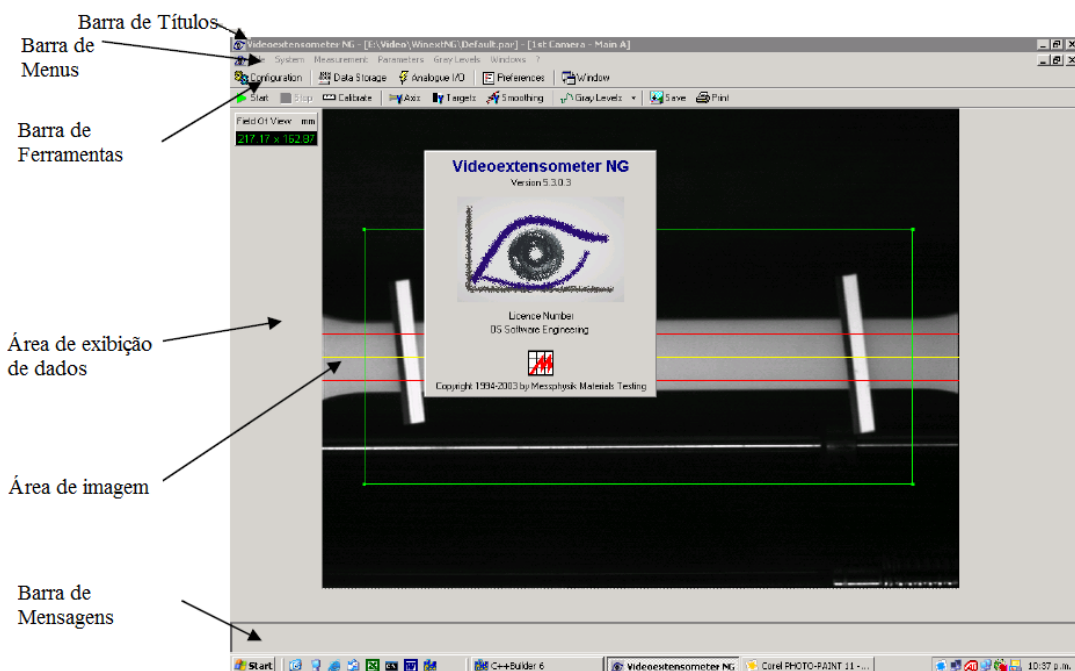 Barra de Títulos
Videoextensometer NG - [E:\Video\WinextNG\Default.par] - [1st Camera - Main A]
Barra de
Menus
System Measurement Parameters Gray Levels Windows ?
Configuration Data Storage Analogue I/O Preferences Window
Start Stop Calibrate Axis Targets Smoothing Gray Levels Save Print
Field Of View mm
217.17 x 162.87
Barra de
Ferramentas
Videoextensometer NG
Version 5.3.0.3
Licence Number
DS Software Engineering
Copyright 1994-2003 by Messphysik Materials Testing
Área de exibição
de dados
Área de imagem
Barra de
Mensagens
Start C++Builder 6 Videoextensometer NG Corel PHOTO-PAINT 11 -... 10:37 p.m.